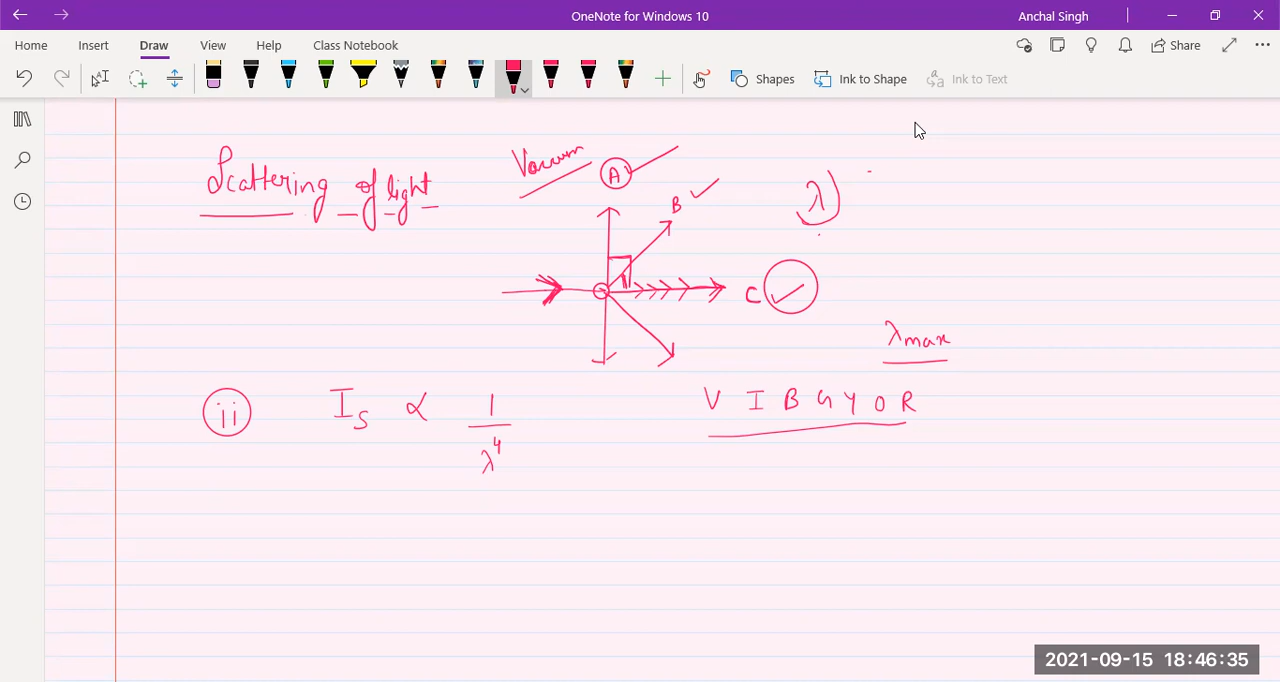 OneNote for Windows 10
Anchal Singh
Home Insert Draw View Help Class Notebook
Share
Shapes Ink to Shape Ink to Text
Scattering of light
Vacuum
A
B
λ
C
λmax
ii Is ∝ 1/λ⁴
V I B G Y O R
2021-09-15 18:46:35